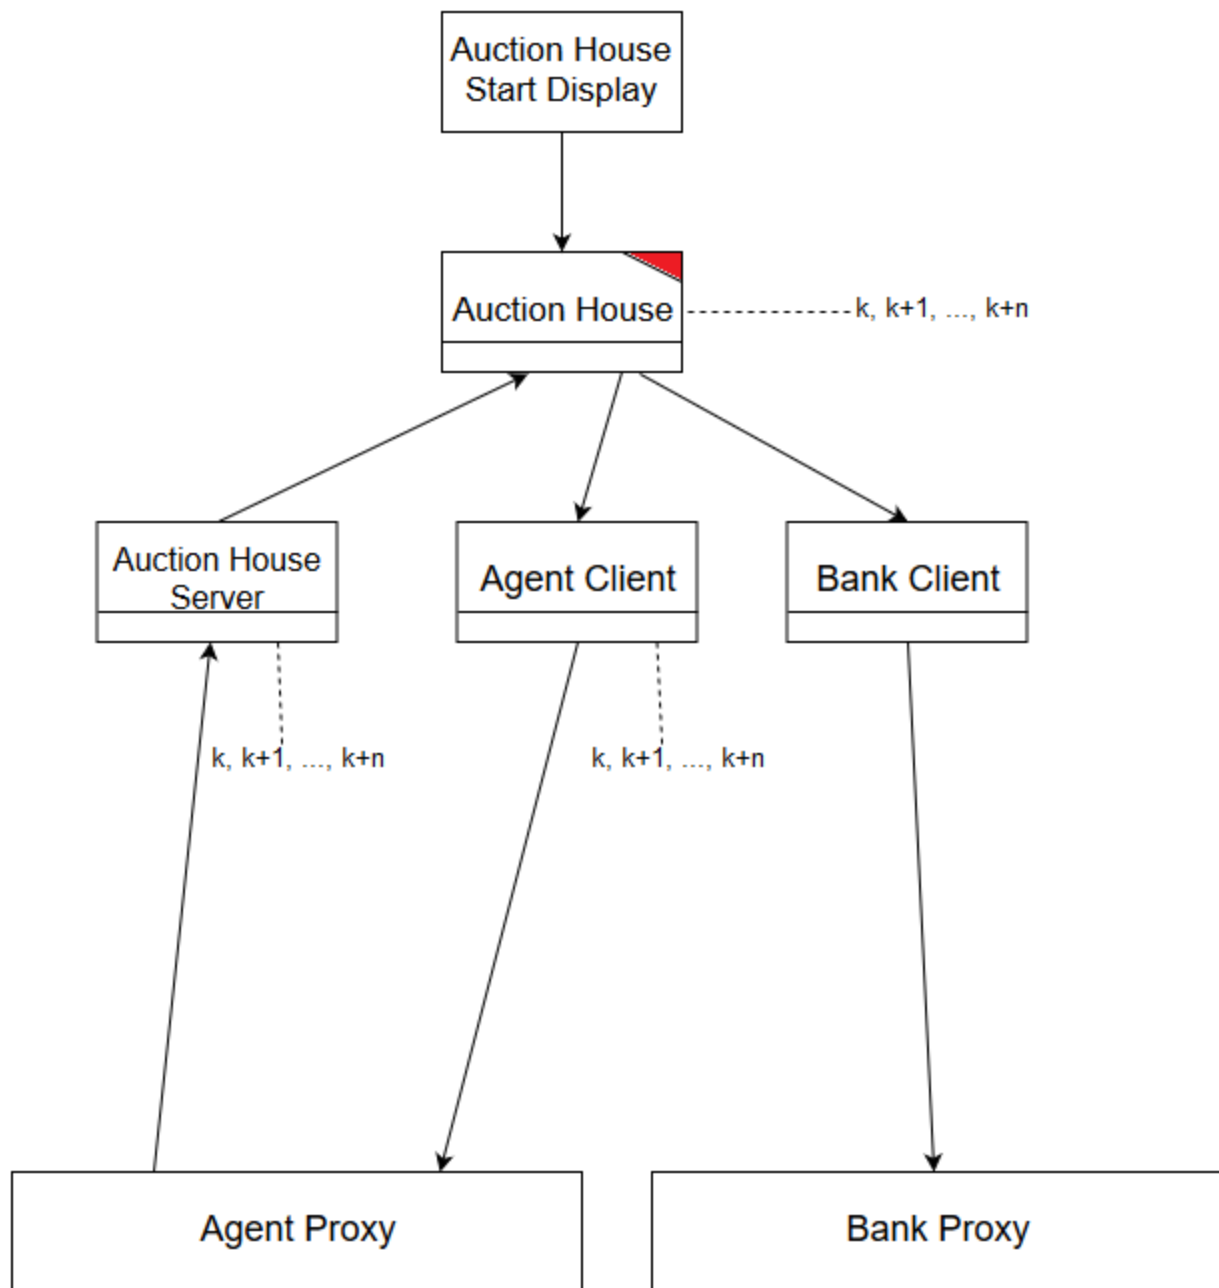 Auction House
Start Display
Auction House
k, k+1, ..., k+n
Auction House
Server
Agent Client
Bank Client
k, k+1, ..., k+n
k, k+1, ..., k+n
Agent Proxy
Bank Proxy